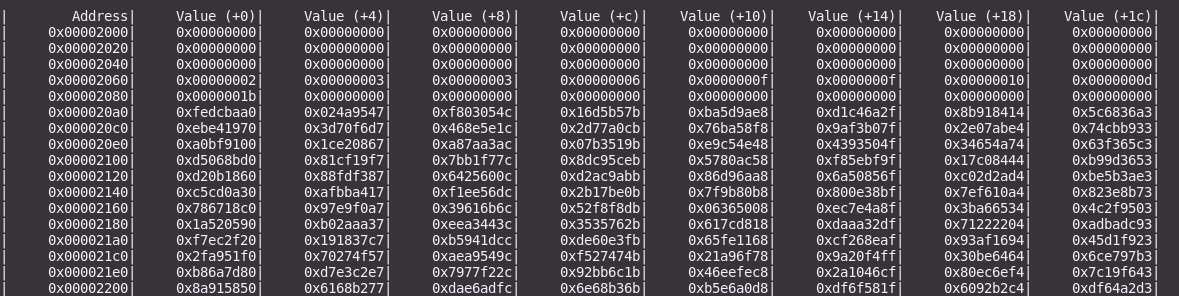 | Address| Value (+0)| Value (+4)| Value (+8)| Value (+c)| Value (+10)| Value (+14)| Value (+18)| Value (+1c)|
| 0x00002000| 0x00000000| 0x00000000| 0x00000000| 0x00000000| 0x00000000| 0x00000000| 0x00000000| 0x00000000|
| 0x00002020| 0x00000000| 0x00000000| 0x00000000| 0x00000000| 0x00000000| 0x00000000| 0x00000000| 0x00000000|
| 0x00002040| 0x00000000| 0x00000000| 0x00000000| 0x00000000| 0x00000000| 0x00000000| 0x00000000| 0x00000000|
| 0x00002060| 0x00000002| 0x00000003| 0x00000003| 0x00000006| 0x0000000f| 0x0000000f| 0x00000010| 0x0000000d|
| 0x00002080| 0x0000001b| 0x00000000| 0x00000000| 0x00000000| 0x00000000| 0x00000000| 0x00000000| 0x00000000|
| 0x000020a0| 0xfedcbaa0| 0x024a9547| 0xf803054c| 0x16d5b57b| 0xba5d9ae8| 0xd1c46a2f| 0x8b918414| 0x5c6836a3|
| 0x000020c0| 0xebe41970| 0x3d70f6d7| 0x468e5e1c| 0x2d77a0cb| 0x76ba58f8| 0x9af3b07f| 0x2e07abe4| 0x74cbb933|
| 0x000020e0| 0xa0bf9100| 0x1ce20867| 0xa87aa3ac| 0x07b3519b| 0xe9c54e48| 0x4393504f| 0x34654a74| 0x63f365c3|
| 0x00002100| 0xd5068bd0| 0x81cf19f7| 0x7bb1f77c| 0x8dc95ceb| 0x5780ac58| 0xf85ebf9f| 0x17c08444| 0xb99d3653|
| 0x00002120| 0xd20b1860| 0x88fdf387| 0x6425600c| 0xd2ac9abb| 0x86d96aa8| 0x6a50856f| 0xc02d2ad4| 0xbe5b3ae3|
| 0x00002140| 0xc5cd0a30| 0xafbba417| 0xf1ee56dc| 0x2b17be0b| 0x7f9b80b8| 0x800e38bf| 0x7ef610a4| 0x823e8b73|
| 0x00002160| 0x786718c0| 0x97e9f0a7| 0x39616b6c| 0x52f8f8db| 0x06365008| 0xec7e4a8f| 0x3ba66534| 0x4c2f9503|
| 0x00002180| 0x1a520590| 0xb02aaa37| 0xeea3443c| 0x3535762b| 0x617cd818| 0xdaaa32df| 0x71222204| 0xadbadc93|
| 0x000021a0| 0xf7ec2f20| 0x191837c7| 0xb5941dcc| 0xde60e3fb| 0x65fe1168| 0xcf268eaf| 0x93af1694| 0x45d1f923|
| 0x000021c0| 0x2fa951f0| 0x70274f57| 0xaea9549c| 0xf527474b| 0x21a96f78| 0x9a20f4ff| 0x30be6464| 0x6ce797b3|
| 0x000021e0| 0xb86a7d80| 0xd7e3c2e7| 0x7977f22c| 0x92bb6c1b| 0x46eefec8| 0x2a1046cf| 0x80ec6ef4| 0x7c19f643|
| 0x00002200| 0x8a915850| 0x6168b277| 0xdae6adfc| 0x6e68b36b| 0xb5e6a0d8| 0xdf6f581f| 0x6092b2c4| 0xdf64a2d3|